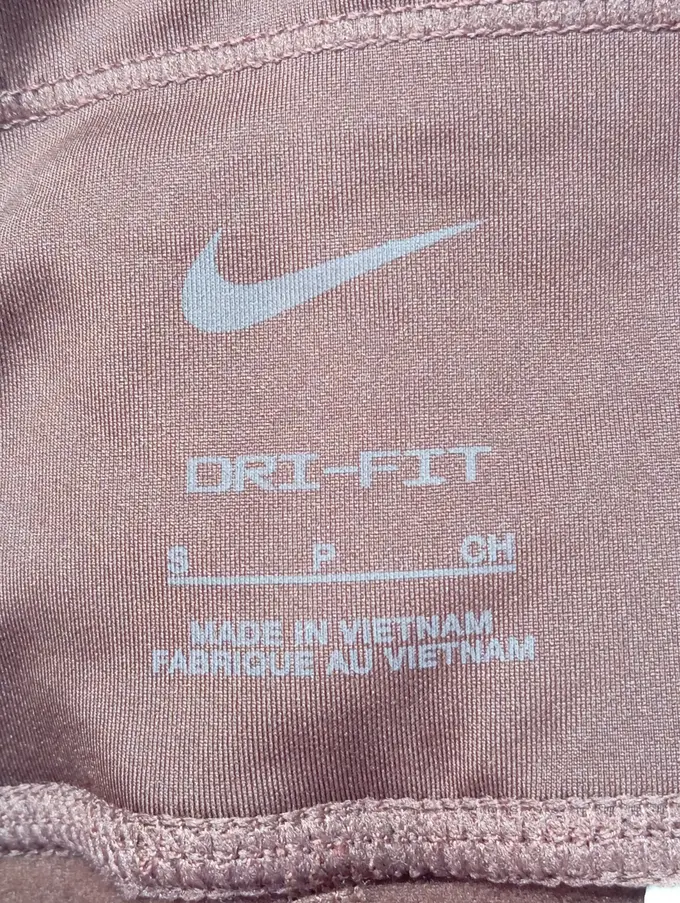 DRI-FIT
S P CH
MADE IN VIETNAM
FABRIQUE AU VIETNAM